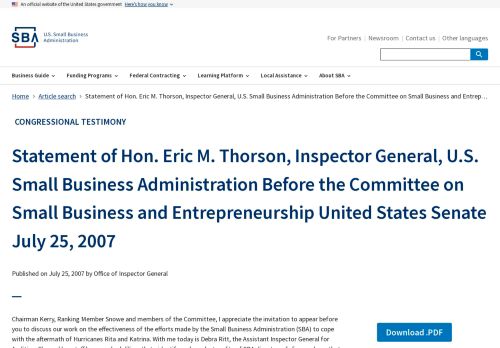 An official website of the United States government Here's how you know
SBA U.S. Small Business
Administration
For Partners Newsroom Contact us Other languages
Business Guide Funding Programs Federal Contracting Learning Platform Local Assistance About SBA
Home Article search Statement of Hon. Eric M. Thorson, Inspector General, U.S. Small Business Administration Before the Committee on Small Business and Entrep…
CONGRESSIONAL TESTIMONY
Statement of Hon. Eric M. Thorson, Inspector General, U.S.
Small Business Administration Before the Committee on
Small Business and Entrepreneurship United States Senate
July 25, 2007
Published on July 25, 2007 by Office of Inspector General
Chairman Kerry, Ranking Member Snowe and members of the Committee, I appreciate the invitation to appear before
you to discuss our work on the effectiveness of the efforts made by the Small Business Administration (SBA) to cope
with the aftermath of Hurricanes Rita and Katrina. With me today is Debra Ritt, the Assistant Inspector General for
Download .PDF